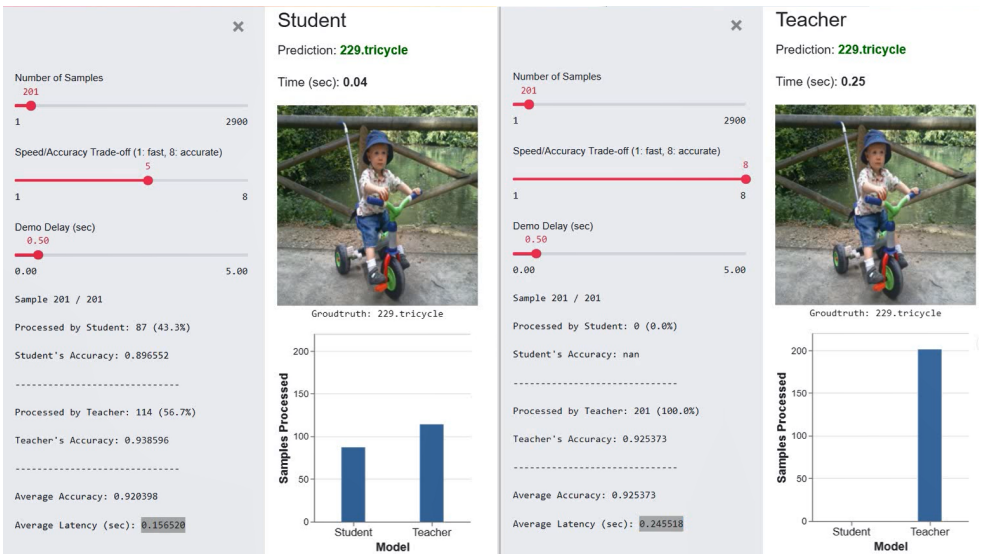 ×
Number of Samples
201
1 2900
Speed/Accuracy Trade-off (1: fast, 8: accurate)
5
1 8
Demo Delay (sec)
0.50
0.00 5.00
Sample 201 / 201
Processed by Student: 87 (43.3%)
Student's Accuracy: 0.896552
------------------------------
Processed by Teacher: 114 (56.7%)
Teacher's Accuracy: 0.938596
------------------------------
Average Accuracy: 0.920398
Average Latency (sec): 0.156520
Student
Prediction: 229.tricycle
Time (sec): 0.04
Groudtruth: 229.tricycle
Samples Processed
200
150
100
50
0
Student Teacher
Model
×
Number of Samples
201
1 2900
Speed/Accuracy Trade-off (1: fast, 8: accurate)
8
1 8
Demo Delay (sec)
0.50
0.00 5.00
Sample 201 / 201
Processed by Student: 0 (0.0%)
Student's Accuracy: nan
------------------------------
Processed by Teacher: 201 (100.0%)
Teacher's Accuracy: 0.925373
------------------------------
Average Accuracy: 0.925373
Average Latency (sec): 0.245518
Teacher
Prediction: 229.tricycle
Time (sec): 0.25
Groudtruth: 229.tricycle
Samples Processed
200
150
100
50
0
Student Teacher
Model